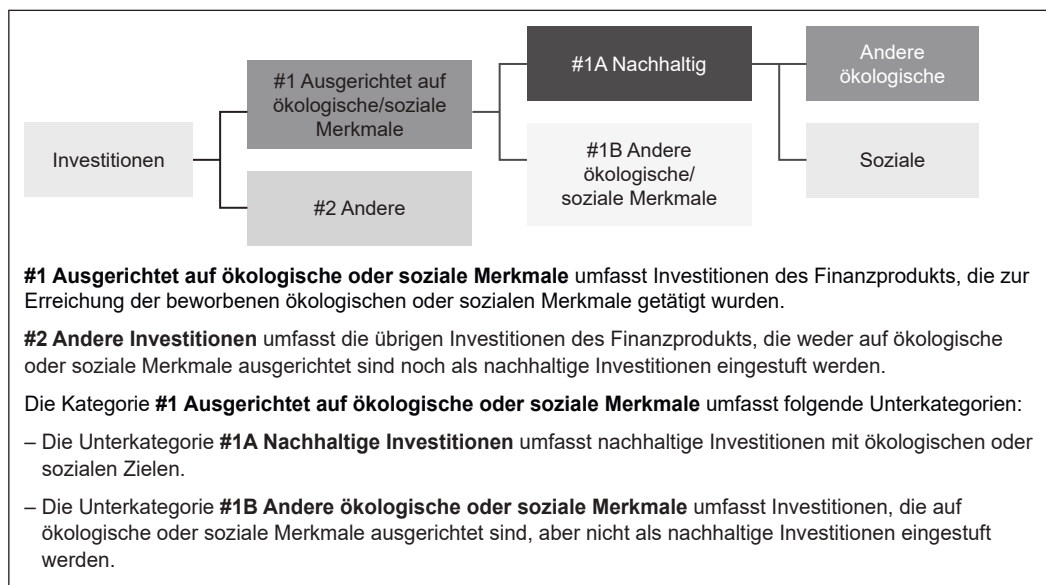 Investitionen
#1 Ausgerichtet auf
ökologische/soziale
Merkmale
#2 Andere
#1A Nachhaltig
#1B Andere
ökologische/
soziale Merkmale
Andere
ökologische
Soziale
#1 Ausgerichtet auf ökologische oder soziale Merkmale umfasst Investitionen des Finanzprodukts, die zur
Erreichung der beworbenen ökologischen oder sozialen Merkmale getätigt wurden.
#2 Andere Investitionen umfasst die übrigen Investitionen des Finanzprodukts, die weder auf ökologische
oder soziale Merkmale ausgerichtet sind noch als nachhaltige Investitionen eingestuft werden.
Die Kategorie #1 Ausgerichtet auf ökologische oder soziale Merkmale umfasst folgende Unterkategorien:
– Die Unterkategorie #1A Nachhaltige Investitionen umfasst nachhaltige Investitionen mit ökologischen oder
sozialen Zielen.
– Die Unterkategorie #1B Andere ökologische oder soziale Merkmale umfasst Investitionen, die auf
ökologische oder soziale Merkmale ausgerichtet sind, aber nicht als nachhaltige Investitionen eingestuft
werden.